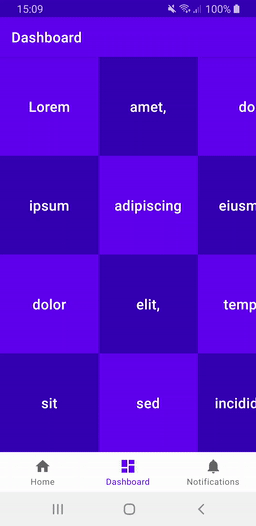 15:09
100%
Dashboard
Lorem
amet,
do
ipsum
adipiscing
eiusm
dolor
elit,
temp
sit
sed
incidid
Home
Dashboard
Notifications